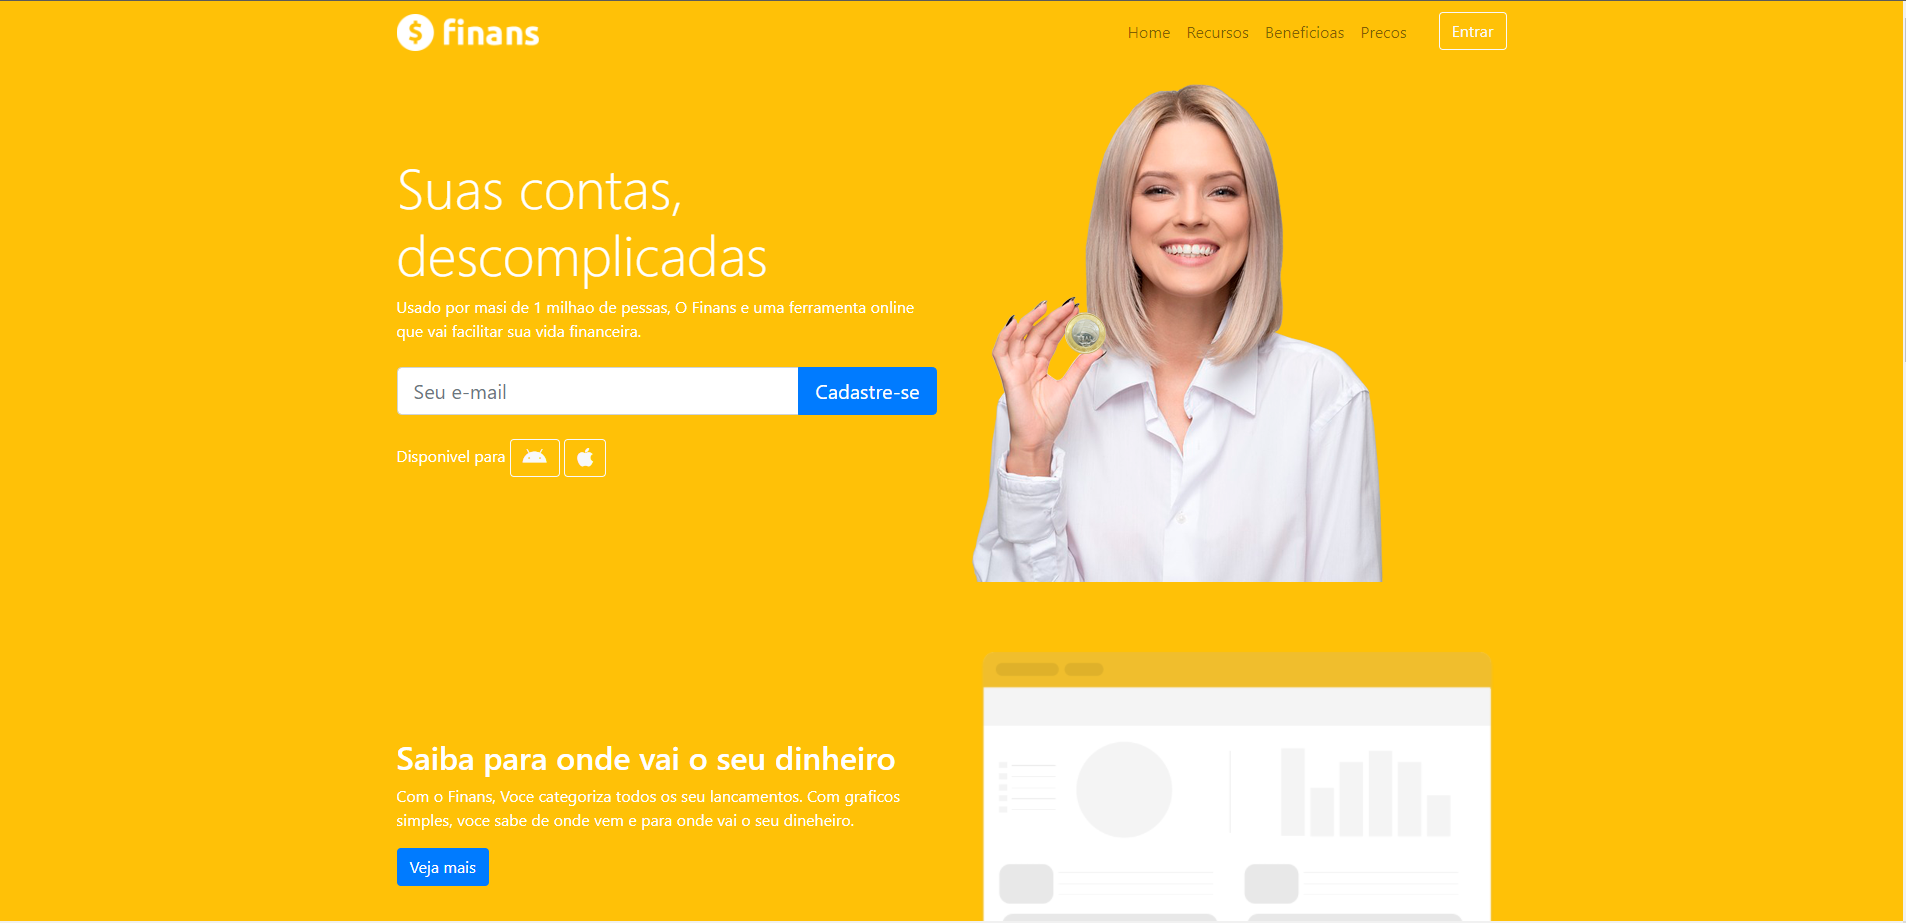 $ finans
Home Recursos Beneficioas Precos Entrar
Suas contas,
descomplicadas
Usado por masi de 1 milhao de pessas, O Finans e uma ferramenta online
que vai facilitar sua vida financeira.
Seu e-mail Cadastre-se
Disponivel para
Saiba para onde vai o seu dinheiro
Com o Finans, Voce categoriza todos os seu lancamentos. Com graficos
simples, voce sabe de onde vem e para onde vai o seu dineheiro.
Veja mais